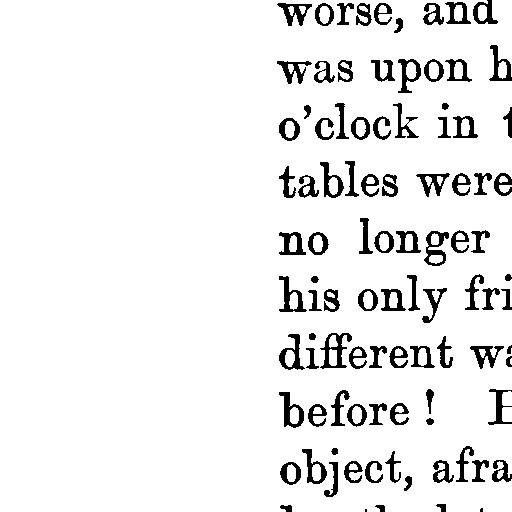 worse, and
was upon h
o'clock in t
tables were
no longer
his only fri
different wa
before !
object, afra